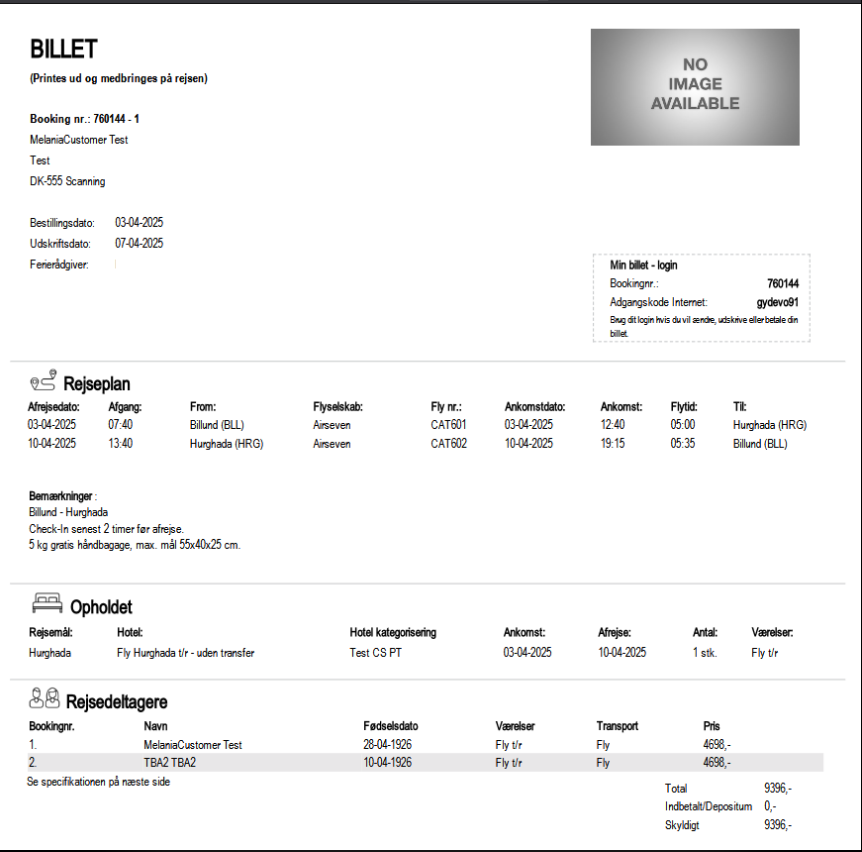 BILLET
(Printes ud og medbringes på rejsen)
NO
IMAGE
AVAILABLE
Booking nr.: 760144 - 1
MelaniaCustomer Test
Test
DK-555 Scanning
Bestillingsdato: 03-04-2025
Udskriftsdato: 07-04-2025
Ferierådgiver:
Min billet - login
Bookingnr.: 760144
Adgangskode Internet: gydevo91
Brug dit login hvis du vil ændre, udskrive eller betale din
billet.
Rejseplan
Afrejsedato: Afgang: From: Flyselskab: Fly nr.: Ankomstdato: Ankomst: Flytid: Til:
03-04-2025 07:40 Billund (BLL) Airseven CAT601 03-04-2025 12:40 05:00 Hurghada (HRG)
10-04-2025 13:40 Hurghada (HRG) Airseven CAT602 10-04-2025 19:15 05:35 Billund (BLL)
Bemærkninger :
Billund - Hurghada
Check-In senest 2 timer før afrejse.
5 kg gratis håndbagage, max. mål 55x40x25 cm.
Opholdet
Rejsemål: Hotel: Hotel kategorisering Ankomst: Afrejse: Antal: Værelser:
Hurghada Fly Hurghada t/r - uden transfer Test CS PT 03-04-2025 10-04-2025 1 stk. Fly t/r
Rejsedeltagere
Bookingnr. Navn Fødselsdato Værelser Transport Pris
1. MelaniaCustomer Test 28-04-1926 Fly t/r Fly 4698,-
2. TBA2 TBA2 10-04-1926 Fly t/r Fly 4698,-
Se specifikationen på næste side
Total 9396,-
Indbetalt/Depositum 0,-
Skyldigt 9396,-